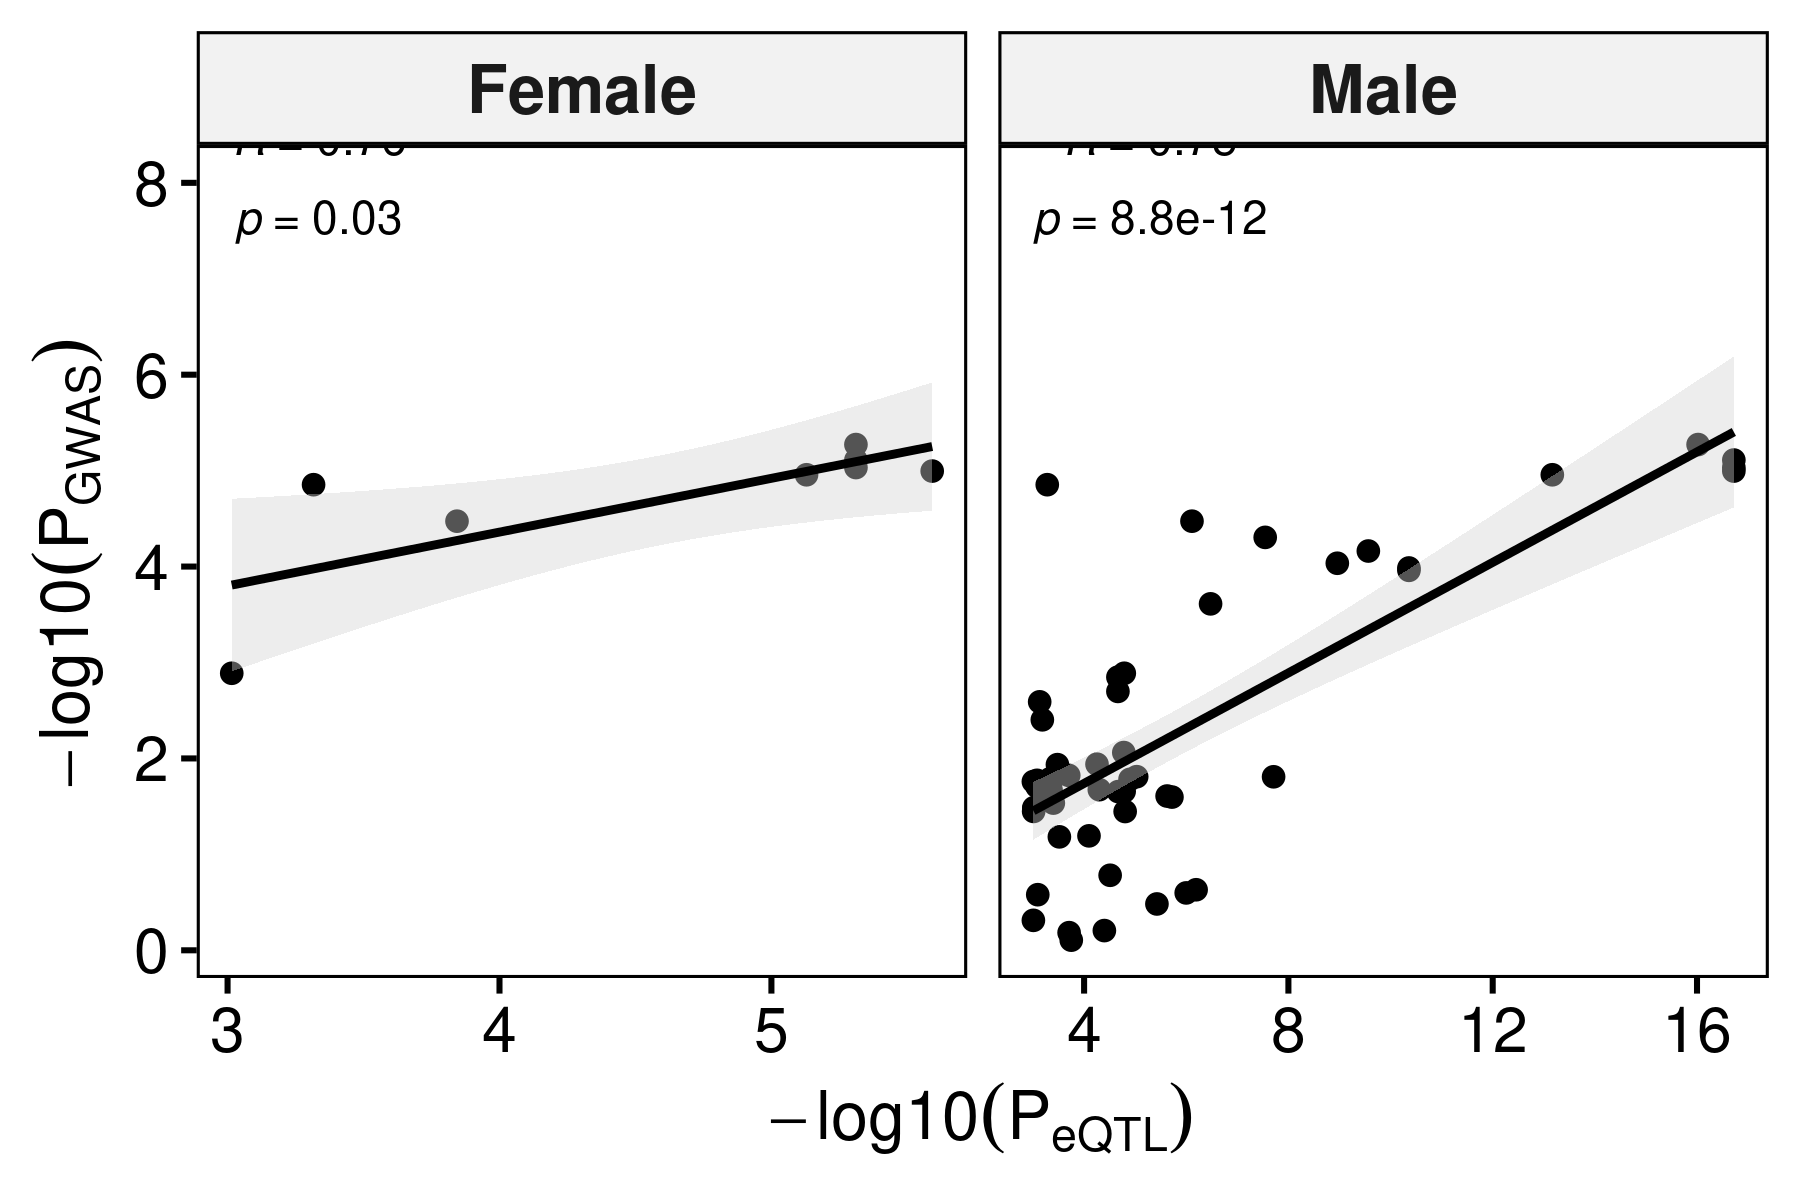 Female
Male
p = 0.03
p = 8.8e-12
8
6
4
2
0
−log10(PGWAS)
3 4 5
4 8 12 16
−log10(PeQTL)